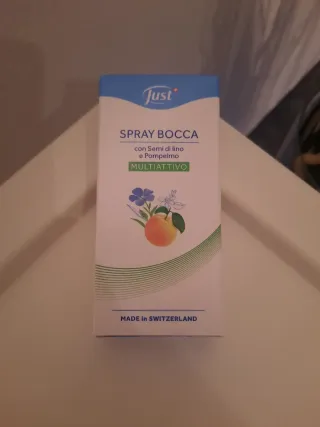 Just
SPRAY BOCCA
con Semi di lino
e Pompelmo
MULTIATTIVO
MADE in SWITZERLAND